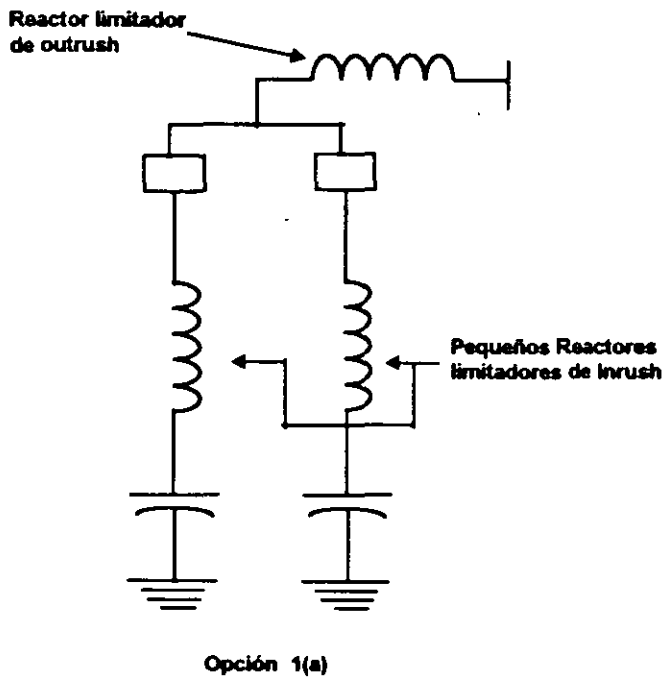 Reactor limitador
de outrush
Pequeños Reactores
limitadores de Inrush
Opción 1(a)